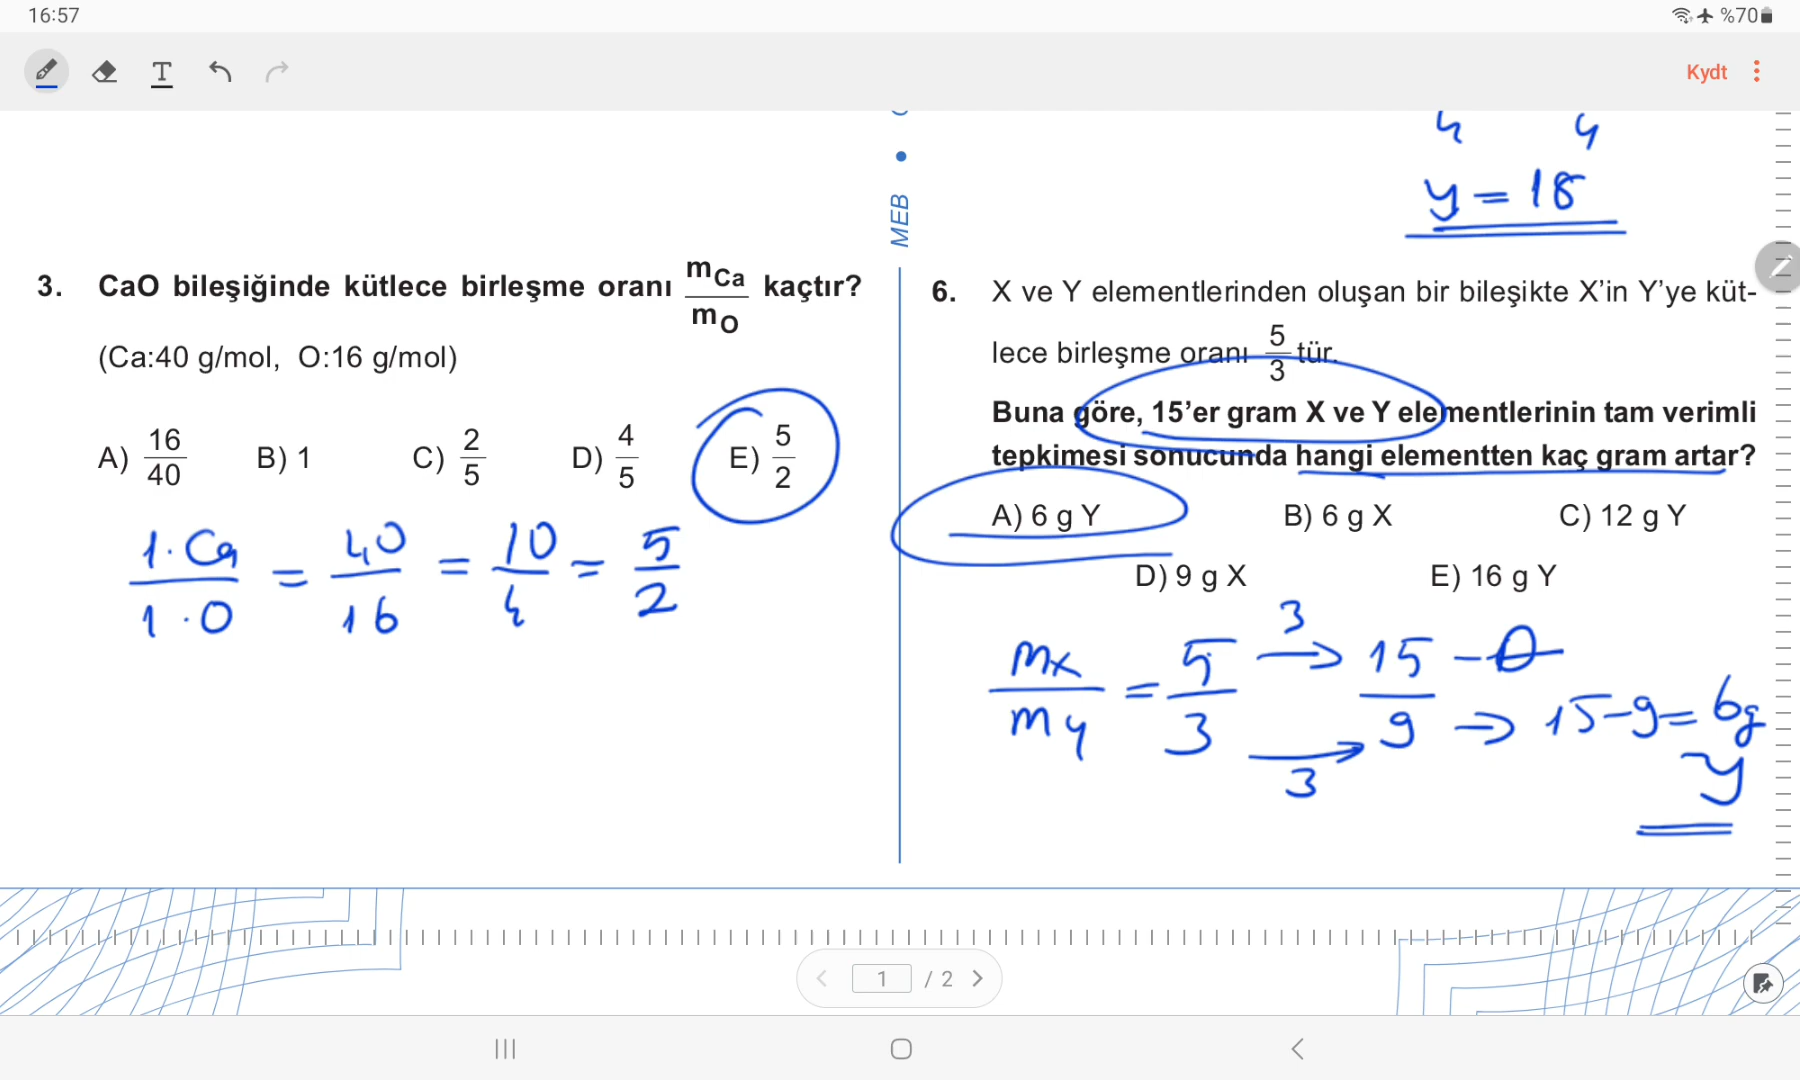 16:57
%70
T
Kydt
MEB
3. CaO bileşiğinde kütlece birleşme oranı mCa/mO kaçtır?
(Ca:40 g/mol, O:16 g/mol)
A) 16/40 B) 1 C) 2/5 D) 4/5 E) 5/2
1.Ca/1.O = 40/16 = 10/4 = 5/2
4 4
y = 18
6. X ve Y elementlerinden oluşan bir bileşikte X’in Y’ye küt-
lece birleşme oranı 5/3 tür.
Buna göre, 15’er gram X ve Y elementlerinin tam verimli
tepkimesi sonucunda hangi elementten kaç gram artar?
A) 6 g Y B) 6 g X C) 12 g Y
D) 9 g X E) 16 g Y
mx/my = 5/3 →3 →3 15/9 – 0
→ 15-9= 6g
y
1 / 2